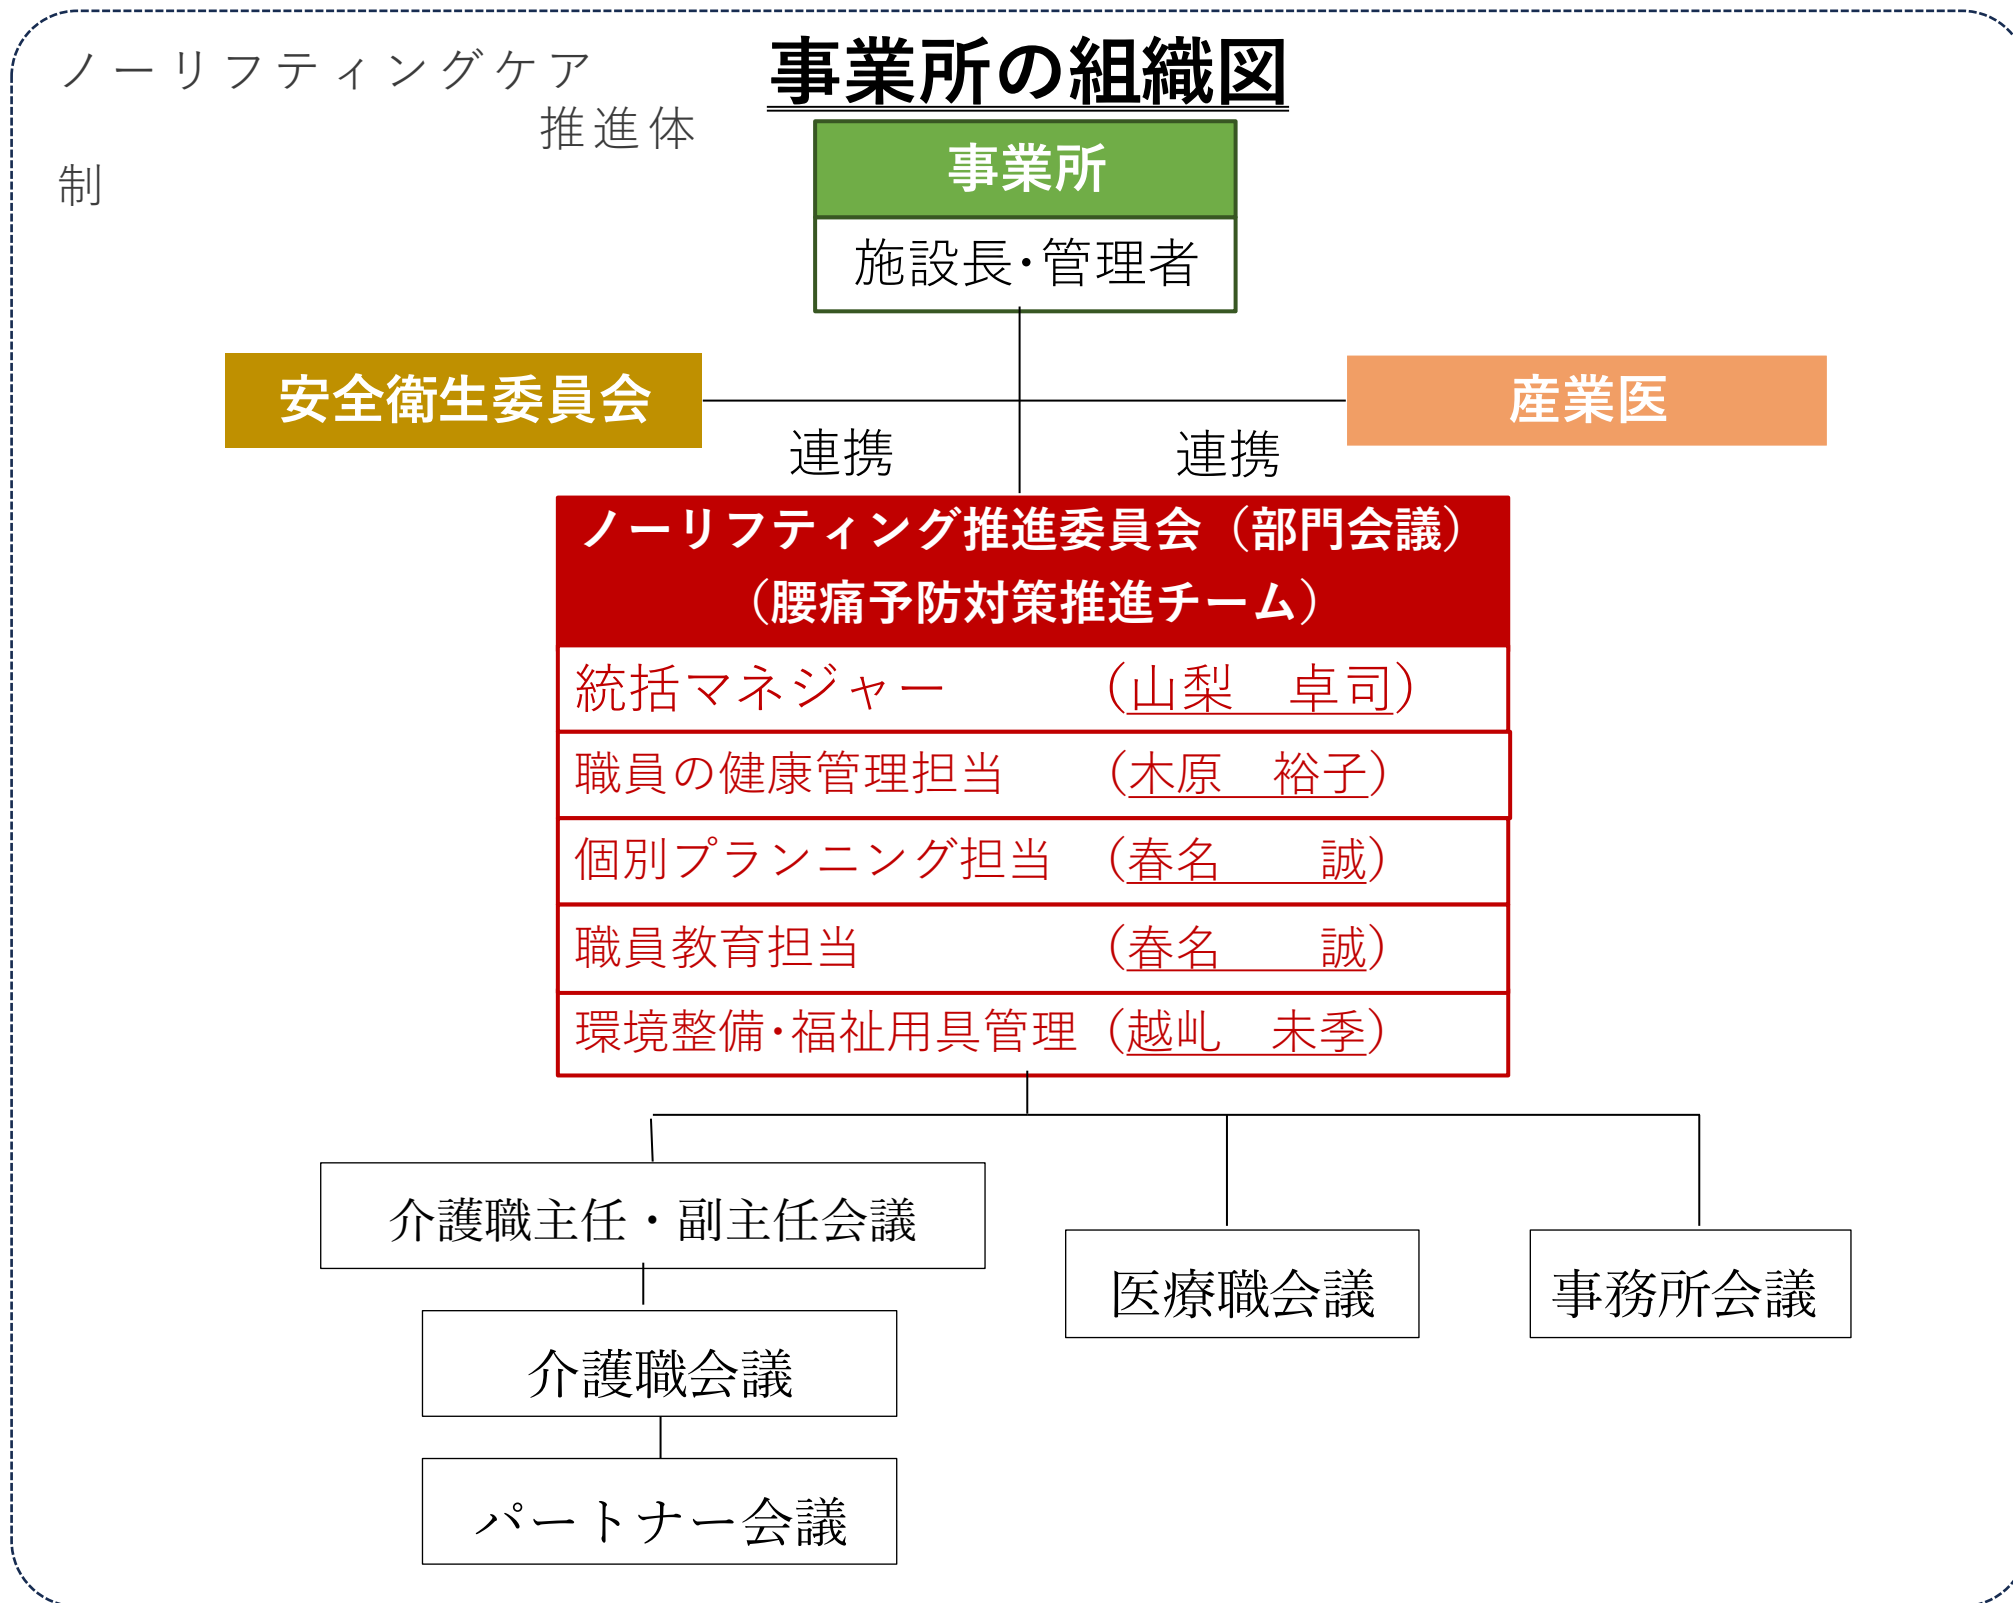 ノーリフティングケア
推進体
制
事業所の組織図
事業所
施設長・管理者
安全衛生委員会
産業医
連携
連携
ノーリフティング推進委員会（部門会議）
（腰痛予防対策推進チーム）
統括マネジャー （山梨　卓司）
職員の健康管理担当 （木原　裕子）
個別プランニング担当 （春名　　誠）
職員教育担当 （春名　　誠）
環境整備・福祉用具管理（越乢　未季）
介護職主任・副主任会議
医療職会議
事務所会議
介護職会議
パートナー会議